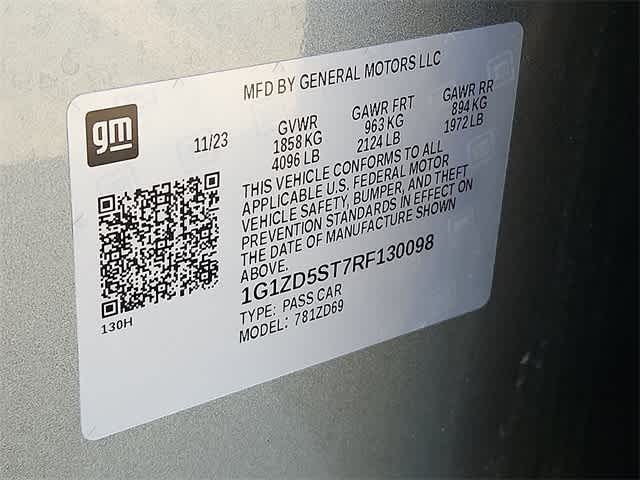 MFD BY GENERAL MOTORS LLC
gm
11/23
GVWR
1858 KG
4096 LB
GAWR FRT
963 KG
2124 LB
GAWR RR
894 KG
1972 LB
THIS VEHICLE CONFORMS TO ALL
APPLICABLE U.S. FEDERAL MOTOR
VEHICLE SAFETY, BUMPER, AND THEFT
PREVENTION STANDARDS IN EFFECT ON
THE DATE OF MANUFACTURE SHOWN
ABOVE.
1G1ZD5ST7RF130098
TYPE: PASS CAR
MODEL: 781ZD69
130H